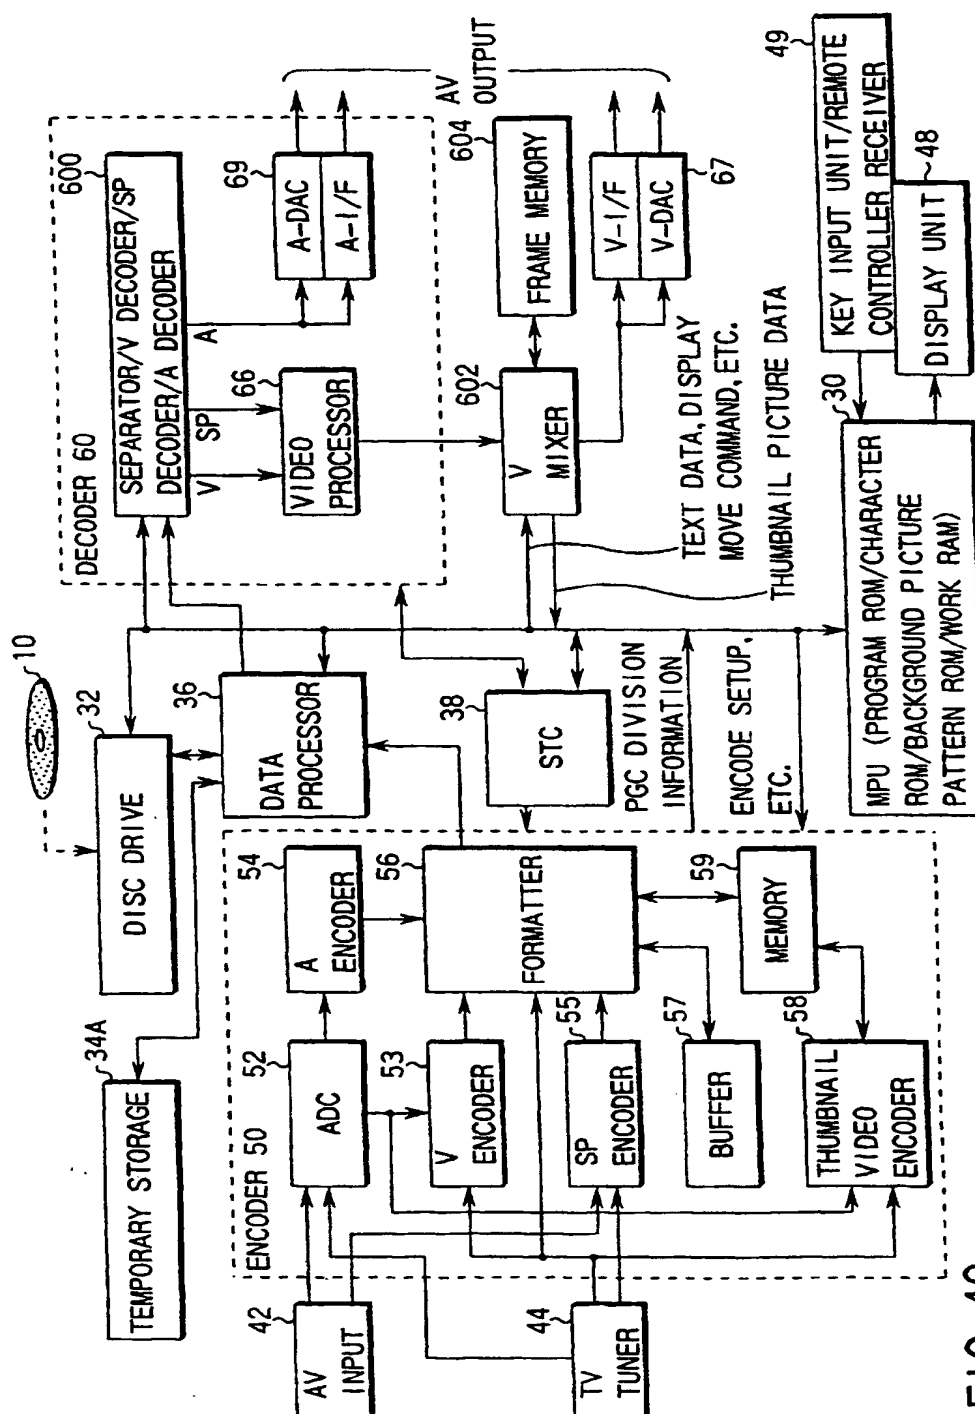 10
34A
TEMPORARY STORAGE
32
DISC DRIVE
36
DATA
PROCESSOR
DECODER 60
600
SEPARATOR/V DECODER/SP
DECODER/A DECODER
V
SP
A
66
VIDEO
PROCESSOR
69
A-DAC
A-I/F
AV
OUTPUT
42
AV
INPUT
44
TV
TUNER
ENCODER 50
52
ADC
53
V
ENCODER
54
A
ENCODER
55
SP
ENCODER
56
FORMATTER
57
BUFFER
58
THUMBNAIL
VIDEO
ENCODER
59
MEMORY
38
STC
602
V
MIXER
604
FRAME MEMORY
V-I/F
V-DAC
67
TEXT DATA, DISPLAY
MOVE COMMAND, ETC.
THUMBNAIL PICTURE DATA
PGC DIVISION
INFORMATION
ENCODE SETUP,
ETC.
30
MPU (PROGRAM ROM/CHARACTER
ROM/BACKGROUND PICTURE
PATTERN ROM/WORK RAM)
49
KEY INPUT UNIT/REMOTE
CONTROLLER RECEIVER
48
DISPLAY UNIT